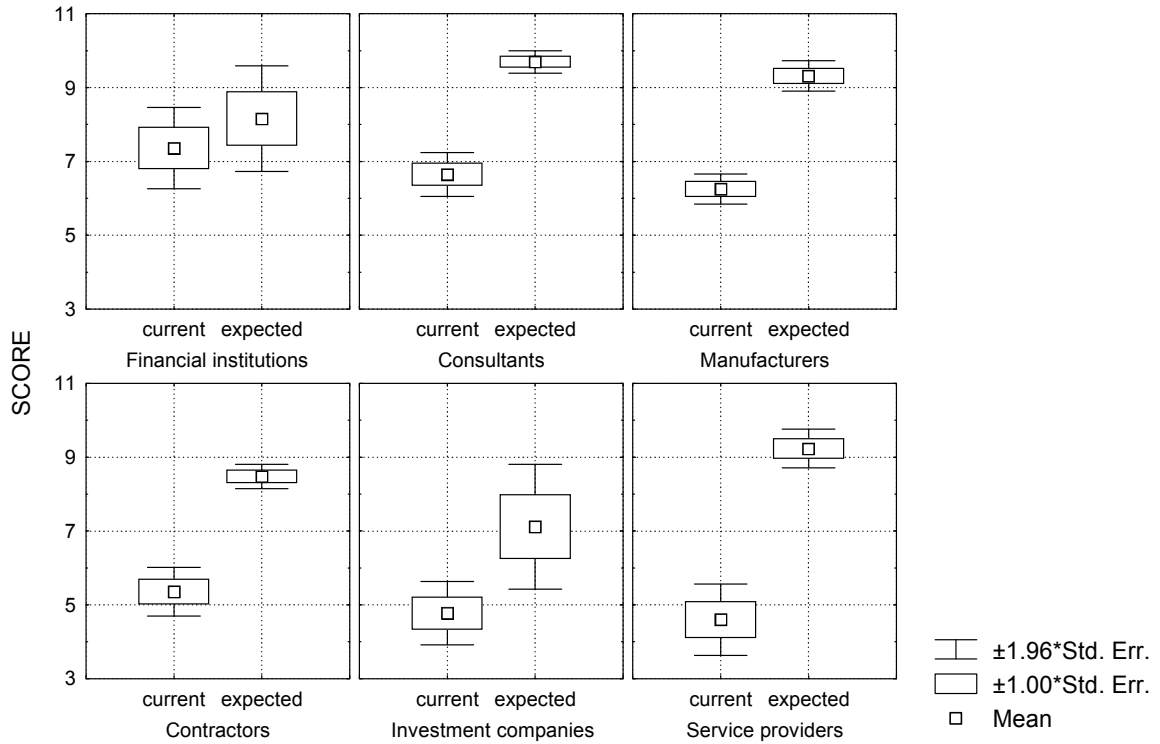 SCORE
11
9
7
5
3
current expected
Financial institutions
current expected
Consultants
current expected
Manufacturers
11
9
7
5
3
current expected
Contractors
current expected
Investment companies
current expected
Service providers
±1.96*Std. Err.
±1.00*Std. Err.
Mean